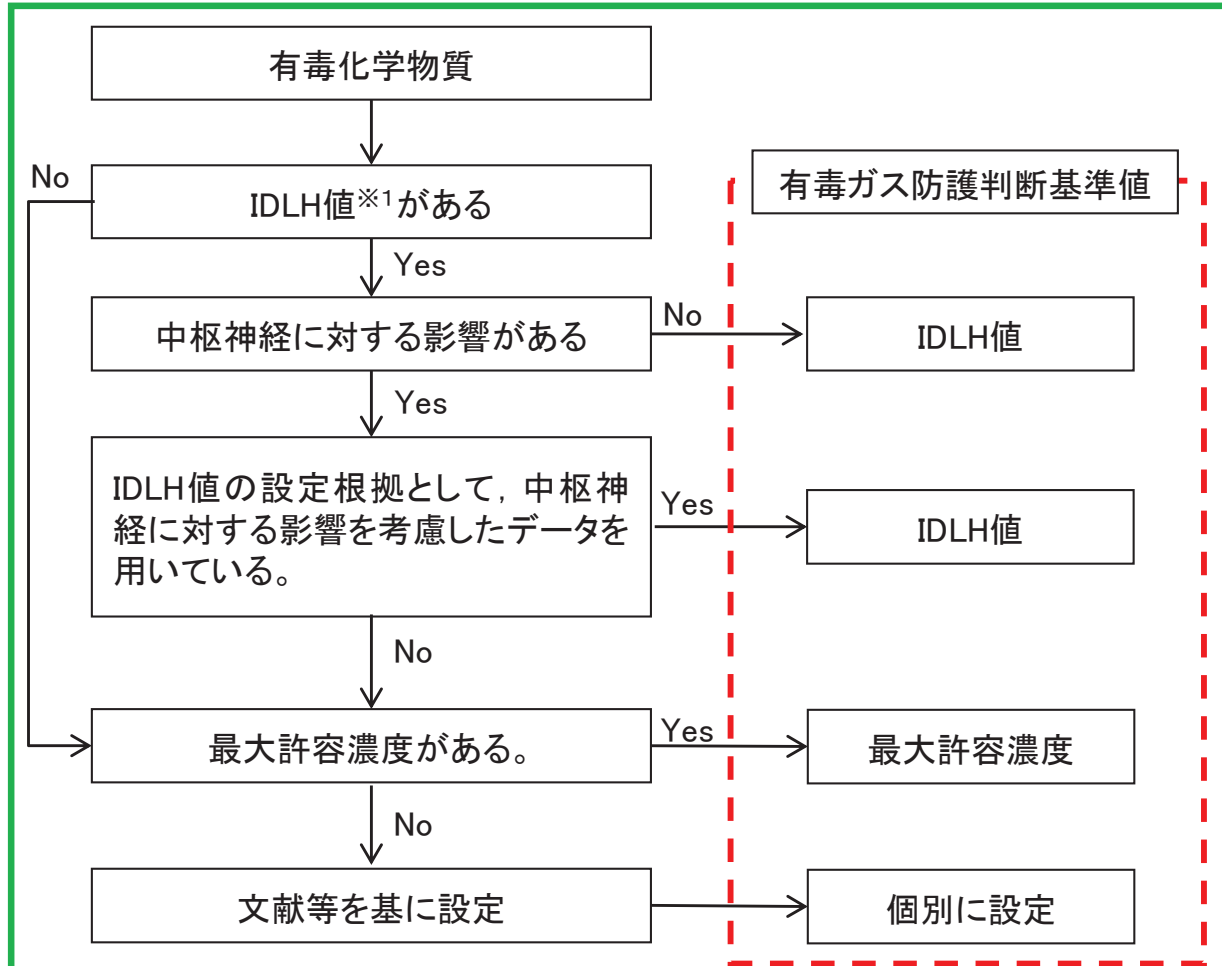 有毒化学物質
No
IDLH値※1がある
有毒ガス防護判断基準値
Yes
中枢神経に対する影響がある
No
IDLH値
Yes
IDLH値の設定根拠として，中枢神
経に対する影響を考慮したデータを
用いている。
Yes
IDLH値
No
最大許容濃度がある。
Yes
最大許容濃度
No
文献等を基に設定
個別に設定